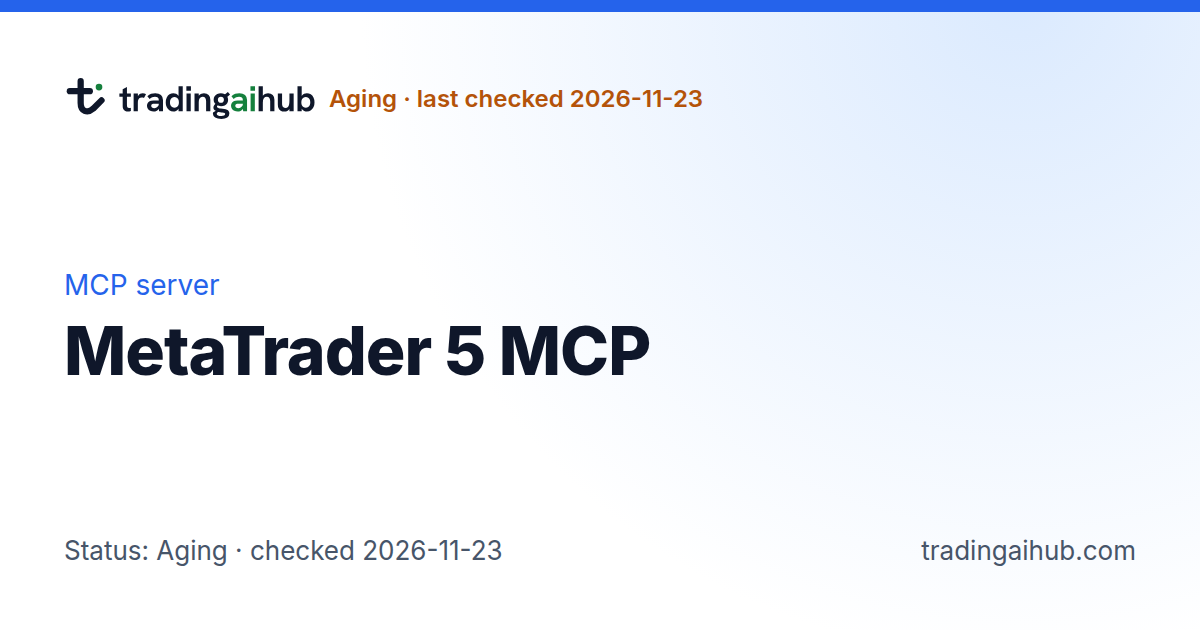 tradingaihub Aging · last checked 2026-11-23
MCP server
MetaTrader 5 MCP
Status: Aging · checked 2026-11-23
tradingaihub.com